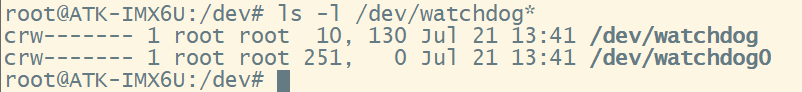 root@ATK-IMX6U:/dev# ls -l /dev/watchdog*
crw------- 1 root root  10, 130 Jul 21 13:41 /dev/watchdog
crw------- 1 root root 251,   0 Jul 21 13:41 /dev/watchdog0
root@ATK-IMX6U:/dev#